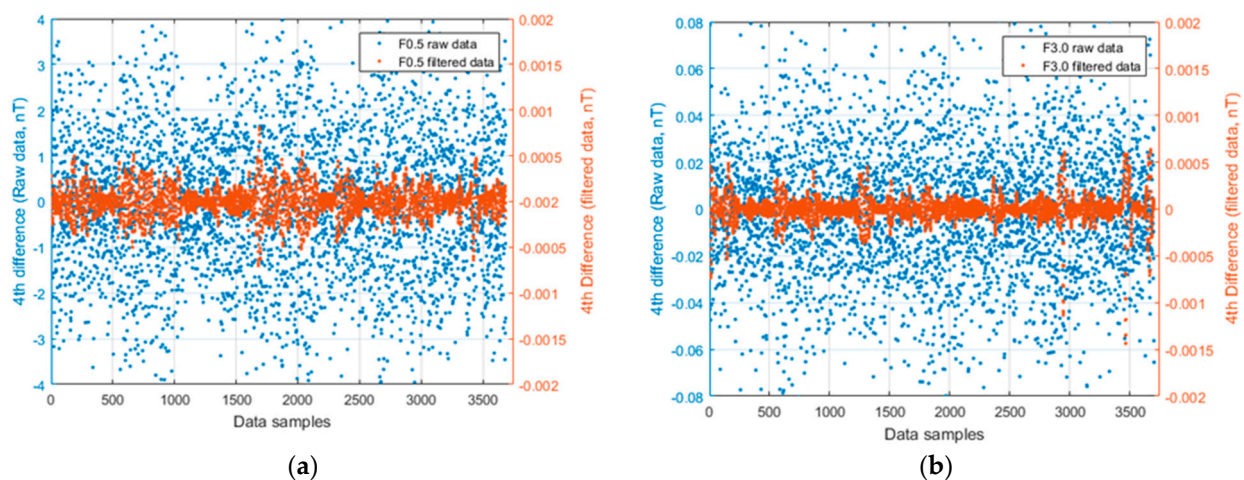 4
3
2
1
0
-1
-2
-3
-4
4th difference (Raw data, nT)
F0.5 raw data
F0.5 filtered data
0.002
0.0015
0.001
0.0005
-0.002
-0.0005
-0.001
-0.0015
-0.002
4th Difference (filtered data, nT)
0 500 1000 1500 2000 2500 3000 3500
Data samples
(a)
0.08
0.06
0.04
0.02
0
-0.02
-0.04
-0.06
-0.08
4th difference (Raw data, nT)
F3.0 raw data
F3.0 filtered data
0.002
0.0015
0.001
0.0005
0
-0.0005
-0.001
-0.0015
-0.002
4th Difference (filtered data, nT)
0 500 1000 1500 2000 2500 3000 3500
Data samples
(b)